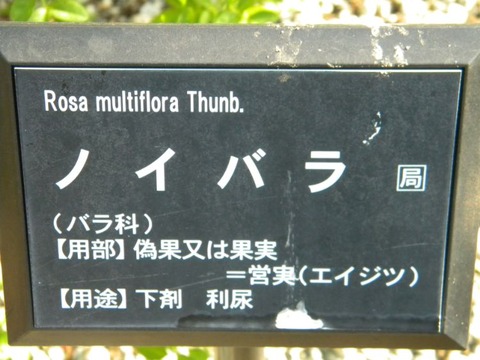 Rosa multiflora Thunb.
ノイバラ 局
（バラ科）
【用部】偽果又は果実
＝営実（エイジツ）
【用途】下剤　利尿